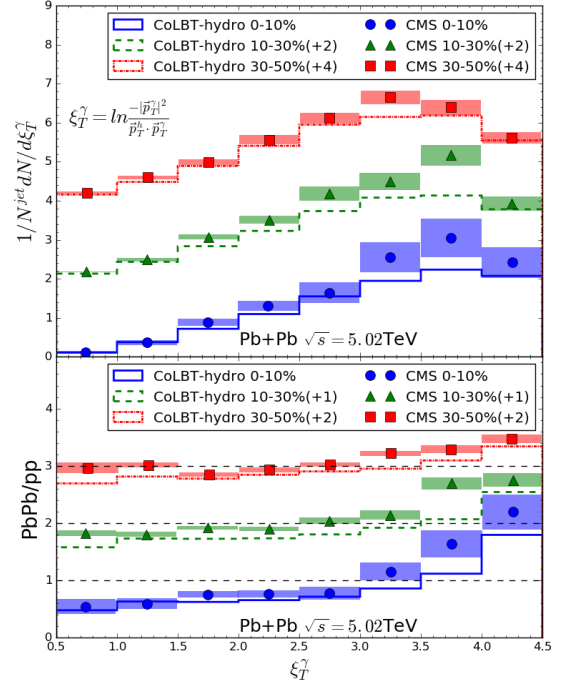 9
8
7
6
5
4
3
2
1
0
1/N^{jet} dN/dξ_T^γ
CoLBT-hydro 0-10%
CoLBT-hydro 10-30%(+2)
CoLBT-hydro 30-50%(+4)
CMS 0-10%
CMS 10-30%(+2)
CMS 30-50%(+4)
ξ_T^γ = ln \frac{-|\vec{p}_T^γ|^2}{\vec{p}_T^h · \vec{p}_T^γ}
Pb+Pb √s = 5.02TeV
4
3
2
1
0
PbPb/pp
CoLBT-hydro 0-10%
CoLBT-hydro 10-30%(+1)
CoLBT-hydro 30-50%(+2)
CMS 0-10%
CMS 10-30%(+1)
CMS 30-50%(+2)
Pb+Pb √s = 5.02TeV
0.5 1.0 1.5 2.0 2.5 3.0 3.5 4.0 4.5
ξ_T^γ